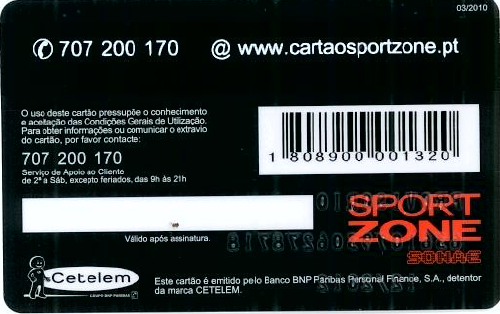 03/2010
707 200 170 @ www.cartaosportzone.pt
O uso deste cartão pressupõe o conhecimento
e aceitação das Condições Gerais de Utilização.
Para obter informações ou comunicar o extravio
do cartão, por favor contacte:
707 200 170
Serviço de Apoio ao Cliente
de 2ª a Sáb, excepto feriados, das 9h às 21h
1 808900 001320
SPORT
ZONE
SONAE
Válido após assinatura.
Cetelem
GRUPO BNP PARIBAS
Este cartão é emitido pelo Banco BNP Paribas Personal Finance, S.A., detentor
da marca CETELEM.